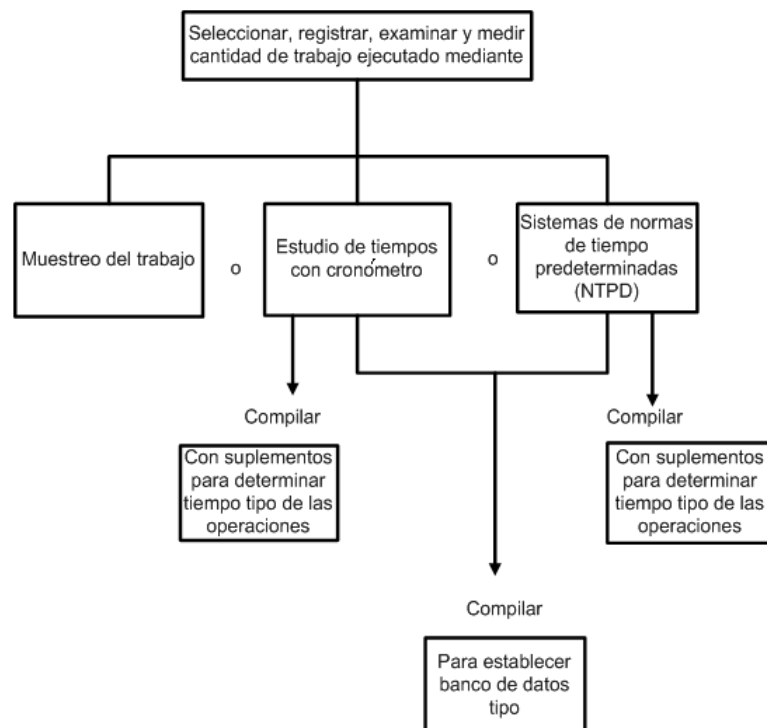 Seleccionar, registrar, examinar y medir
cantidad de trabajo ejecutado mediante
Muestreo del trabajo
o
Estudio de tiempos
con cronómetro
o
Sistemas de normas
de tiempo
predeterminadas
(NTPD)
Compilar
Con suplementos
para determinar
tiempo tipo de las
operaciones
Compilar
Con suplementos
para determinar
tiempo tipo de las
operaciones
Compilar
Para establecer
banco de datos
tipo